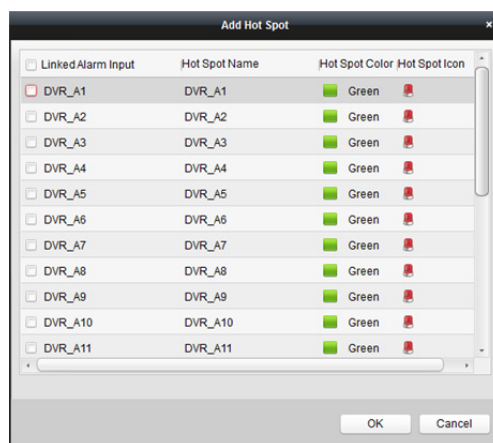 Add Hot Spot ×
Linked Alarm Input Hot Spot Name Hot Spot Color Hot Spot Icon
DVR_A1 DVR_A1 Green
DVR_A2 DVR_A2 Green
DVR_A3 DVR_A3 Green
DVR_A4 DVR_A4 Green
DVR_A5 DVR_A5 Green
DVR_A6 DVR_A6 Green
DVR_A7 DVR_A7 Green
DVR_A8 DVR_A8 Green
DVR_A9 DVR_A9 Green
DVR_A10 DVR_A10 Green
DVR_A11 DVR_A11 Green
OK Cancel